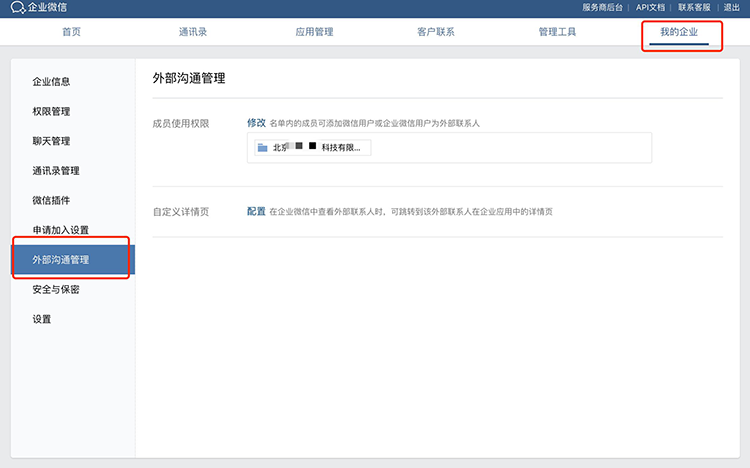 企业微信
服务商后台 | API文档 | 联系客服 | 退出
首页 通讯录 应用管理 客户联系 管理工具 我的企业
企业信息
权限管理
聊天管理
通讯录管理
微信插件
申请加入设置
外部沟通管理
安全与保密
设置
外部沟通管理
成员使用权限 修改 名单内的成员可添加微信用户或企业微信用户为外部联系人
北京 科技有限...
自定义详情页 配置 在企业微信中查看外部联系人时，可跳转到该外部联系人在企业应用中的详情页